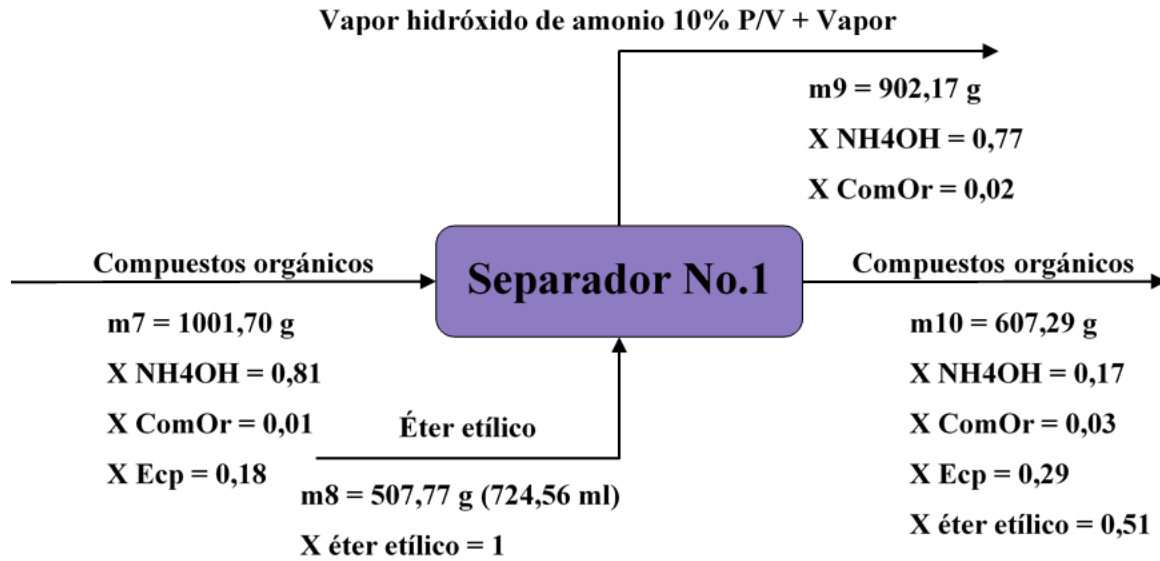 Vapor hidróxido de amonio 10% P/V + Vapor
m9 = 902,17 g
X NH4OH = 0,77
X ComOr = 0,02
Compuestos orgánicos
Separador No.1
Compuestos orgánicos
m7 = 1001,70 g
X NH4OH = 0,81
X ComOr = 0,01
X Ecp = 0,18
Éter etílico
m8 = 507,77 g (724,56 ml)
X éter etílico = 1
m10 = 607,29 g
X NH4OH = 0,17
X ComOr = 0,03
X Ecp = 0,29
X éter etílico = 0,51